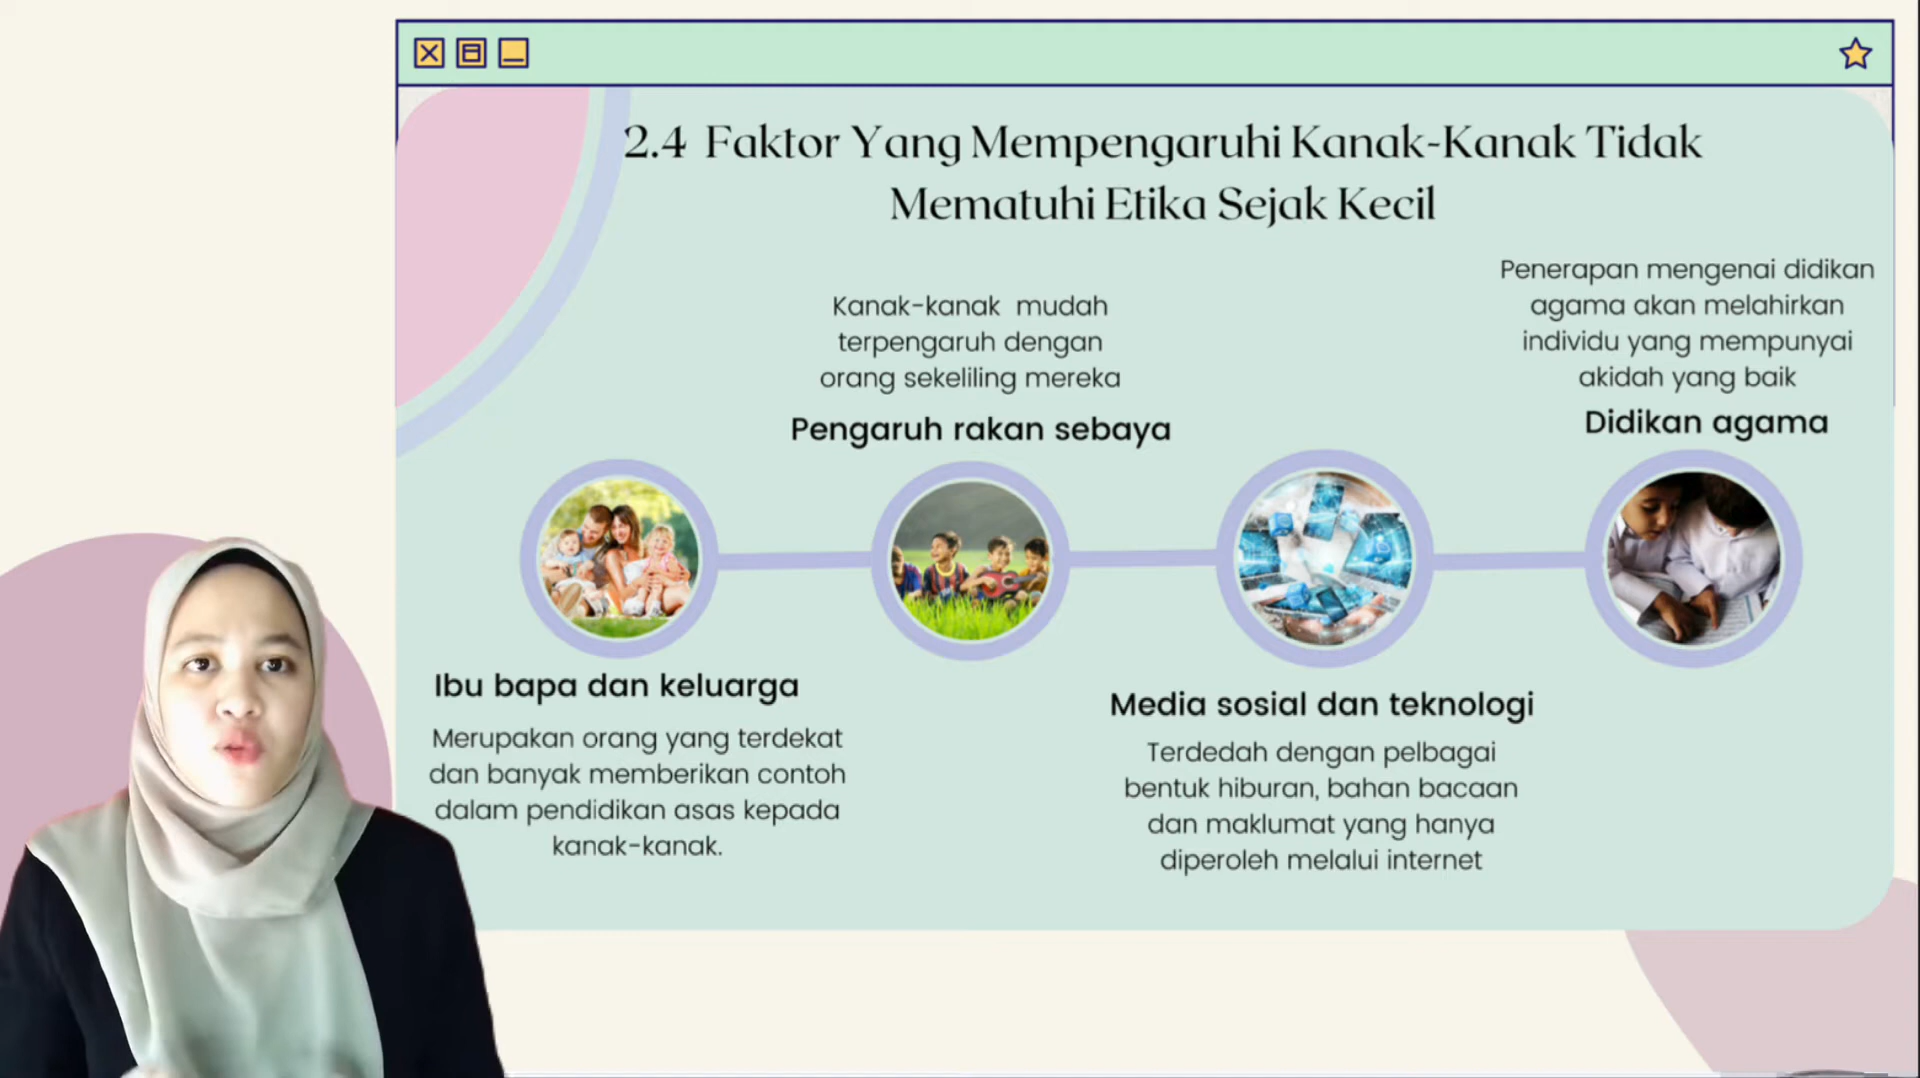 2.4 Faktor Yang Mempengaruhi Kanak-Kanak Tidak
Mematuhi Etika Sejak Kecil
Ibu bapa dan keluarga
Merupakan orang yang terdekat
dan banyak memberikan contoh
dalam pendidikan asas kepada
kanak-kanak.
Kanak-kanak mudah
terpengaruh dengan
orang sekeliling mereka
Pengaruh rakan sebaya
Media sosial dan teknologi
Terdedah dengan pelbagai
bentuk hiburan, bahan bacaan
dan maklumat yang hanya
diperoleh melalui internet
Penerapan mengenai didikan
agama akan melahirkan
individu yang mempunyai
akidah yang baik
Didikan agama